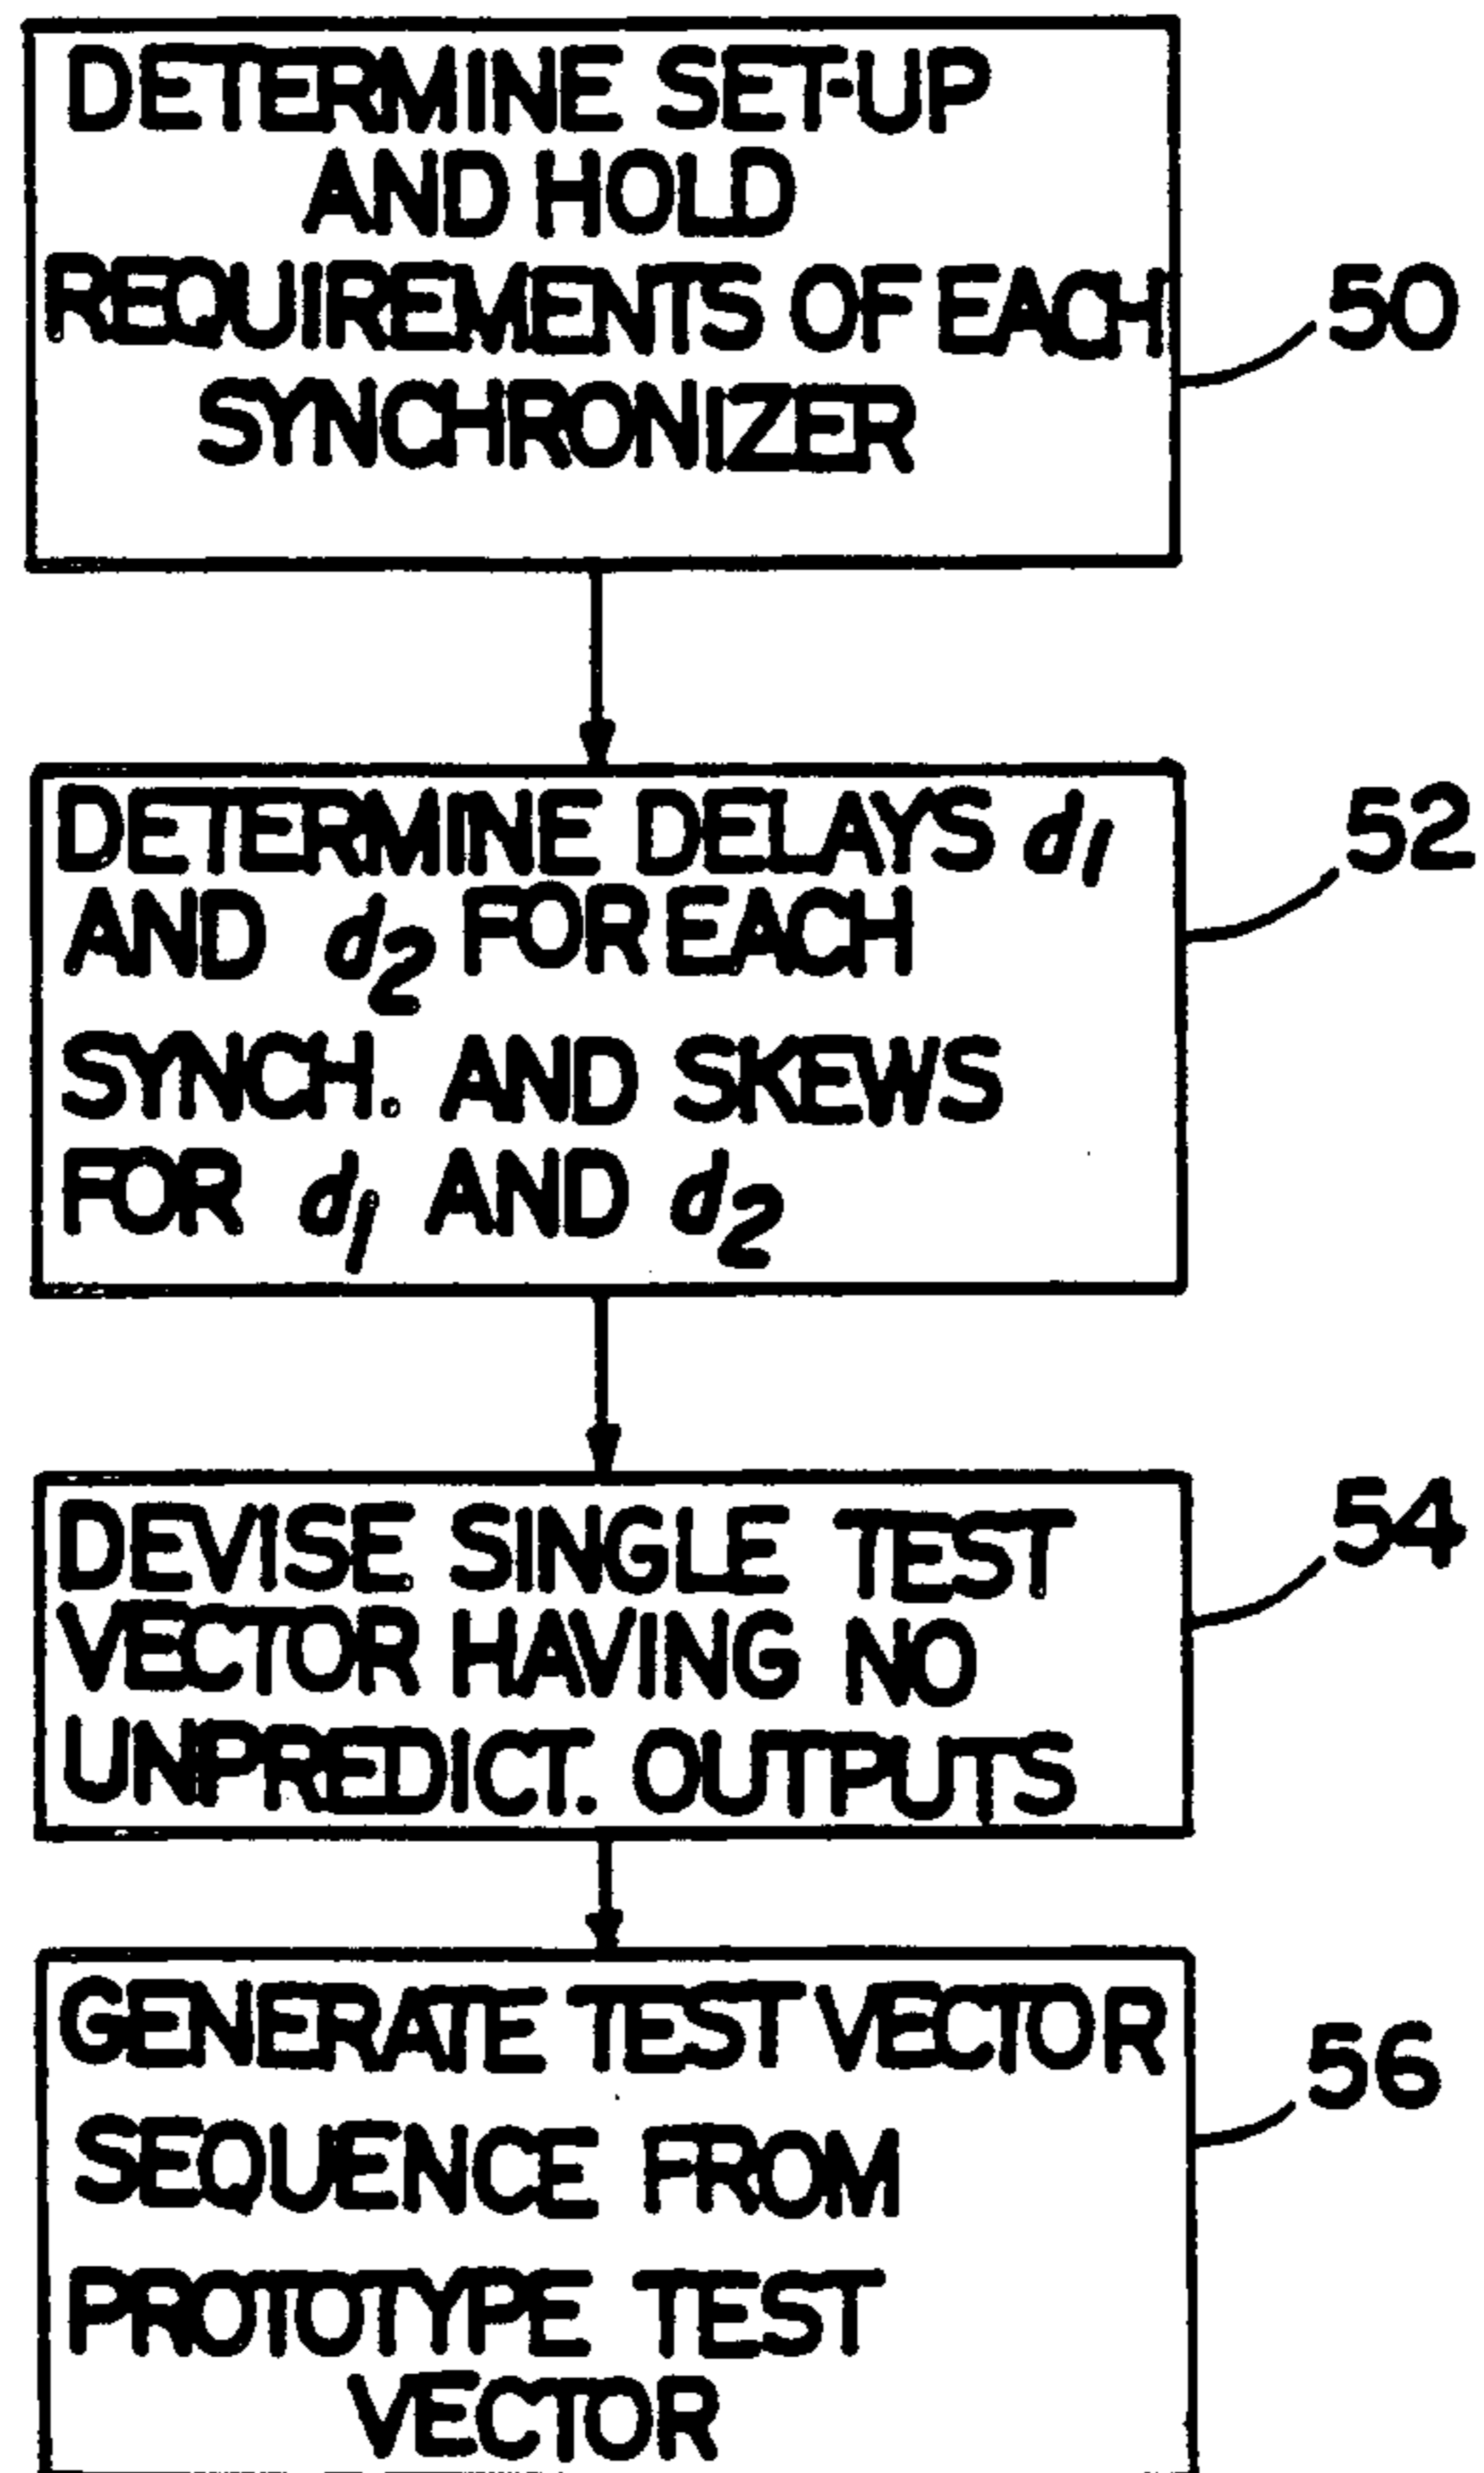 DETERMINE SET-UP
AND HOLD
REQUIREMENTS OF EACH
SYNCHRONIZER
50
DETERMINE DELAYS d1
AND d2 FOR EACH
SYNCH. AND SKEWS
FOR d1 AND d2
52
DEVISE SINGLE TEST
VECTOR HAVING NO
UNPREDICT. OUTPUTS
54
GENERATE TEST VECTOR
SEQUENCE FROM
PROTOTYPE TEST
VECTOR
56